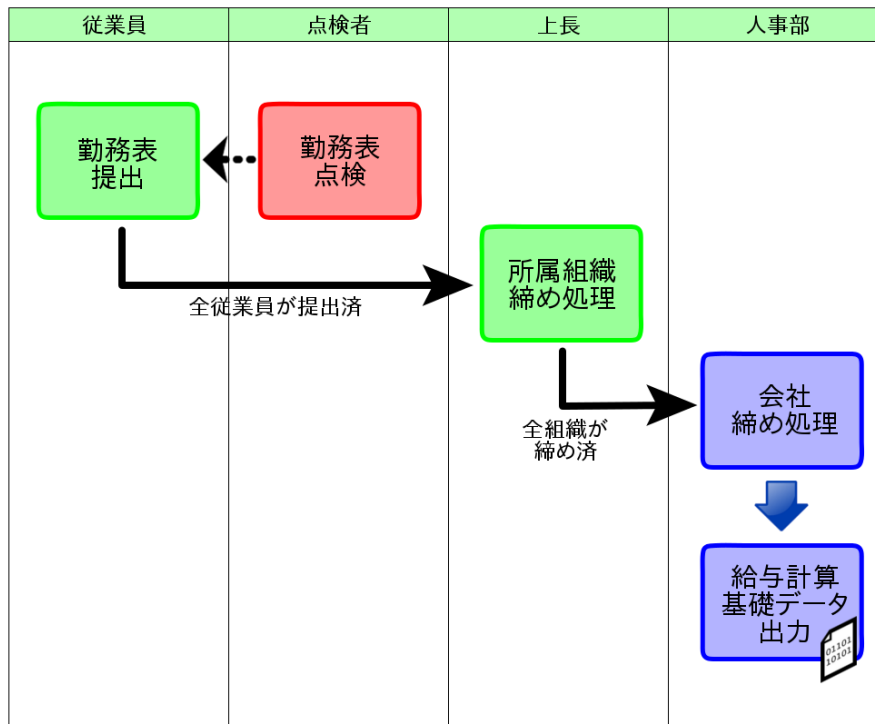 従業員
点検者
上長
人事部
勤務表
提出
勤務表
点検
全従業員が提出済
所属組織
締め処理
全組織が
締め済
会社
締め処理
給与計算
基礎データ
出力
01101
10101